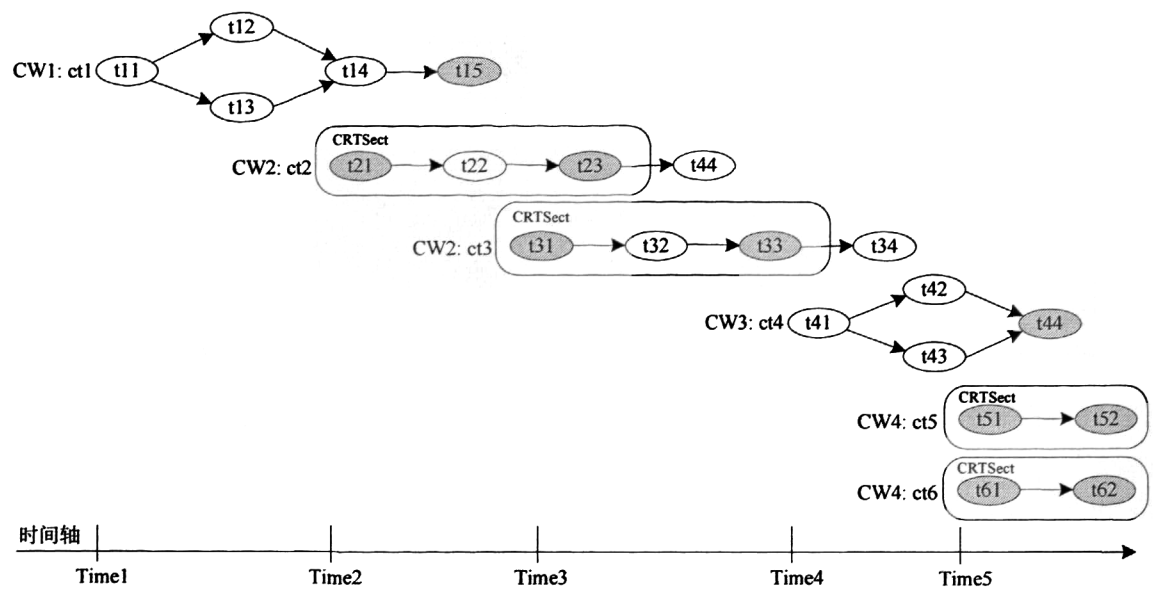 t12
CW1: ct1 t11 t14 t15
t13
CRTSect
CW2: ct2 t21 t22 t23 t44
CRTSect
CW2: ct3 t31 t32 t33 t34
t42
CW3: ct4 t41 t44
t43
CRTSect
CW4: ct5 t51 t52
CRTSect
CW4: ct6 t61 t62
时间轴
Time1 Time2 Time3 Time4 Time5